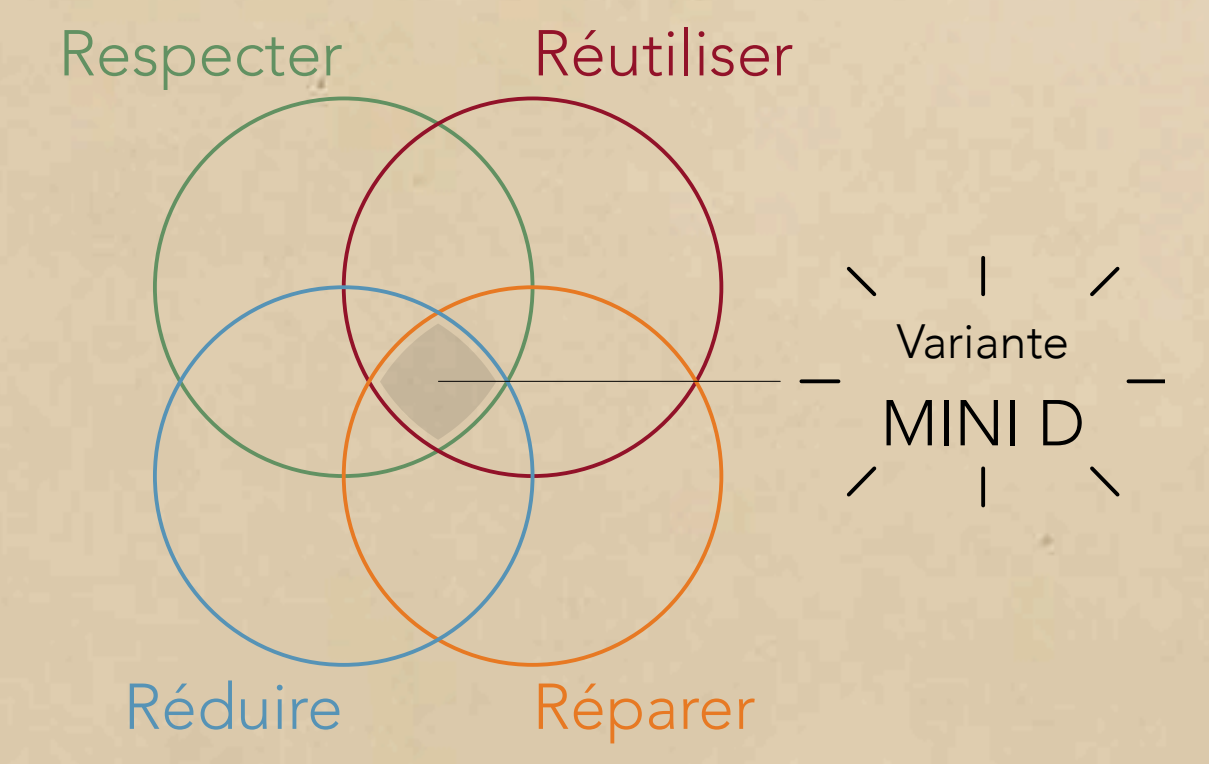 Respecter
Réutiliser
Variante
MINI D
Réduire
Réparer